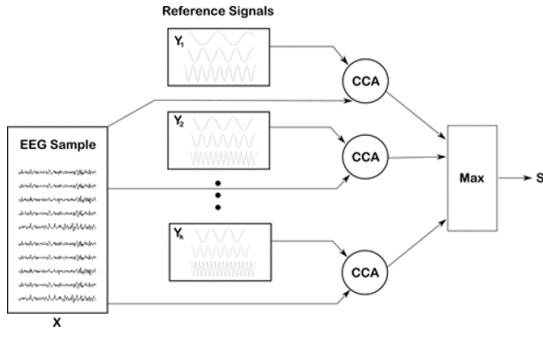 Reference Signals
Y1
CCA
Y2
EEG Sample
CCA
Max
S
Yk
CCA
X